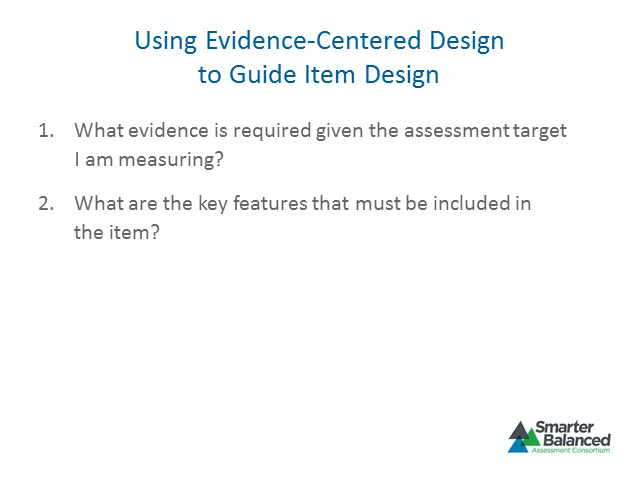 Using Evidence-Centered Design
to Guide Item Design
1. What evidence is required given the assessment target
I am measuring?
2. What are the key features that must be included in
the item?
Smarter
Balanced
Assessment Consortium